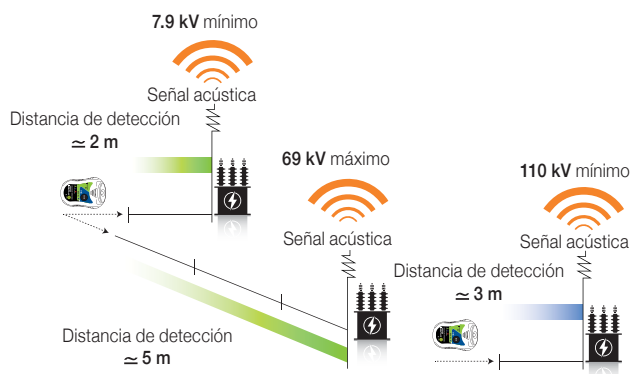 7.9 kV mínimo
Señal acústica
Distancia de detección
≃ 2 m
69 kV máximo
Señal acústica
Distancia de detección
≃ 5 m
110 kV mínimo
Señal acústica
Distancia de detección
≃ 3 m